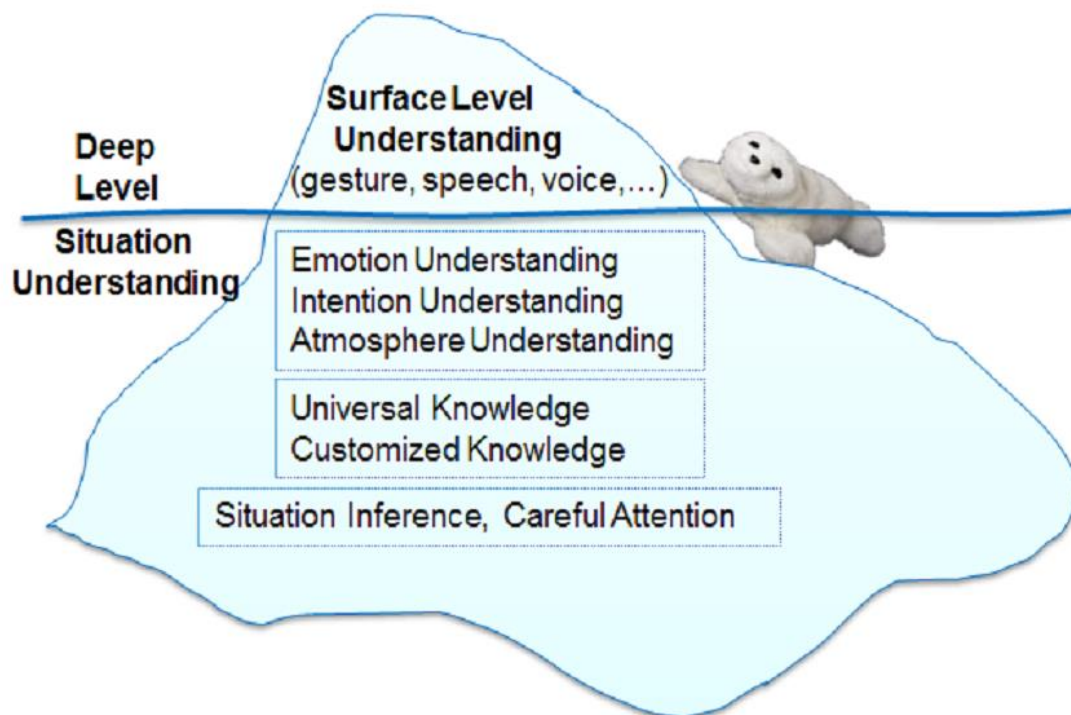 Surface Level
Understanding
(gesture, speech, voice,…)
Deep
Level
Situation
Understanding
Emotion Understanding
Intention Understanding
Atmosphere Understanding
Universal Knowledge
Customized Knowledge
Situation Inference, Careful Attention